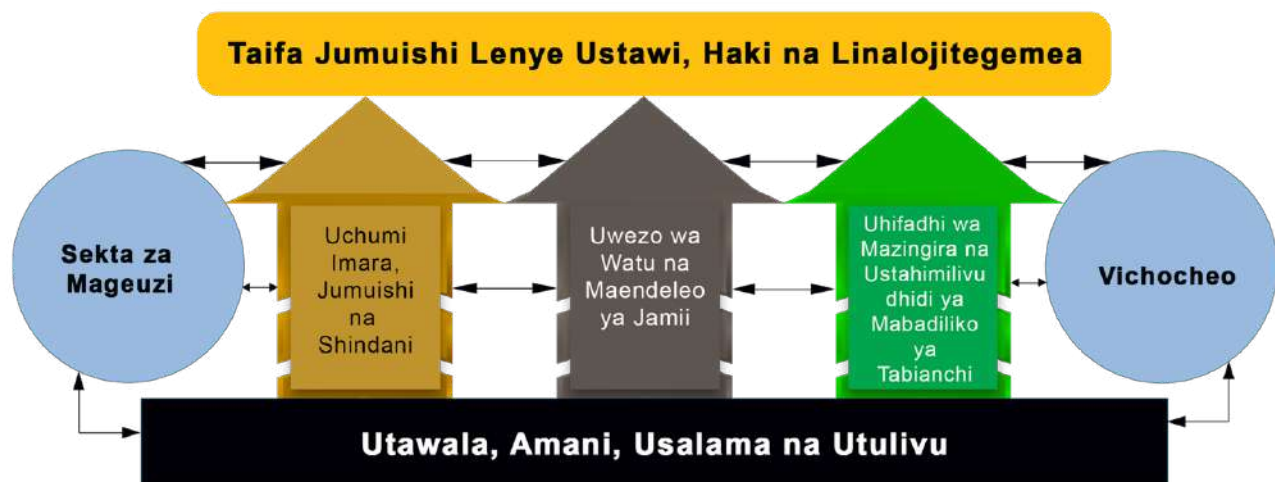 Taifa Jumuishi Lenye Ustawi, Haki na Linalojitegemea
Sekta za
Mageuzi
Uchumi
Imara,
Jumuishi
na
Shindani
Uwezo wa
Watu na
Maendeleo
ya Jamii
Uhifadhi wa
Mazingira na
Ustahimilivu
dhidi ya
Mabadiliko
ya
Tabianchi
Vichocheo
Utawala, Amani, Usalama na Utulivu